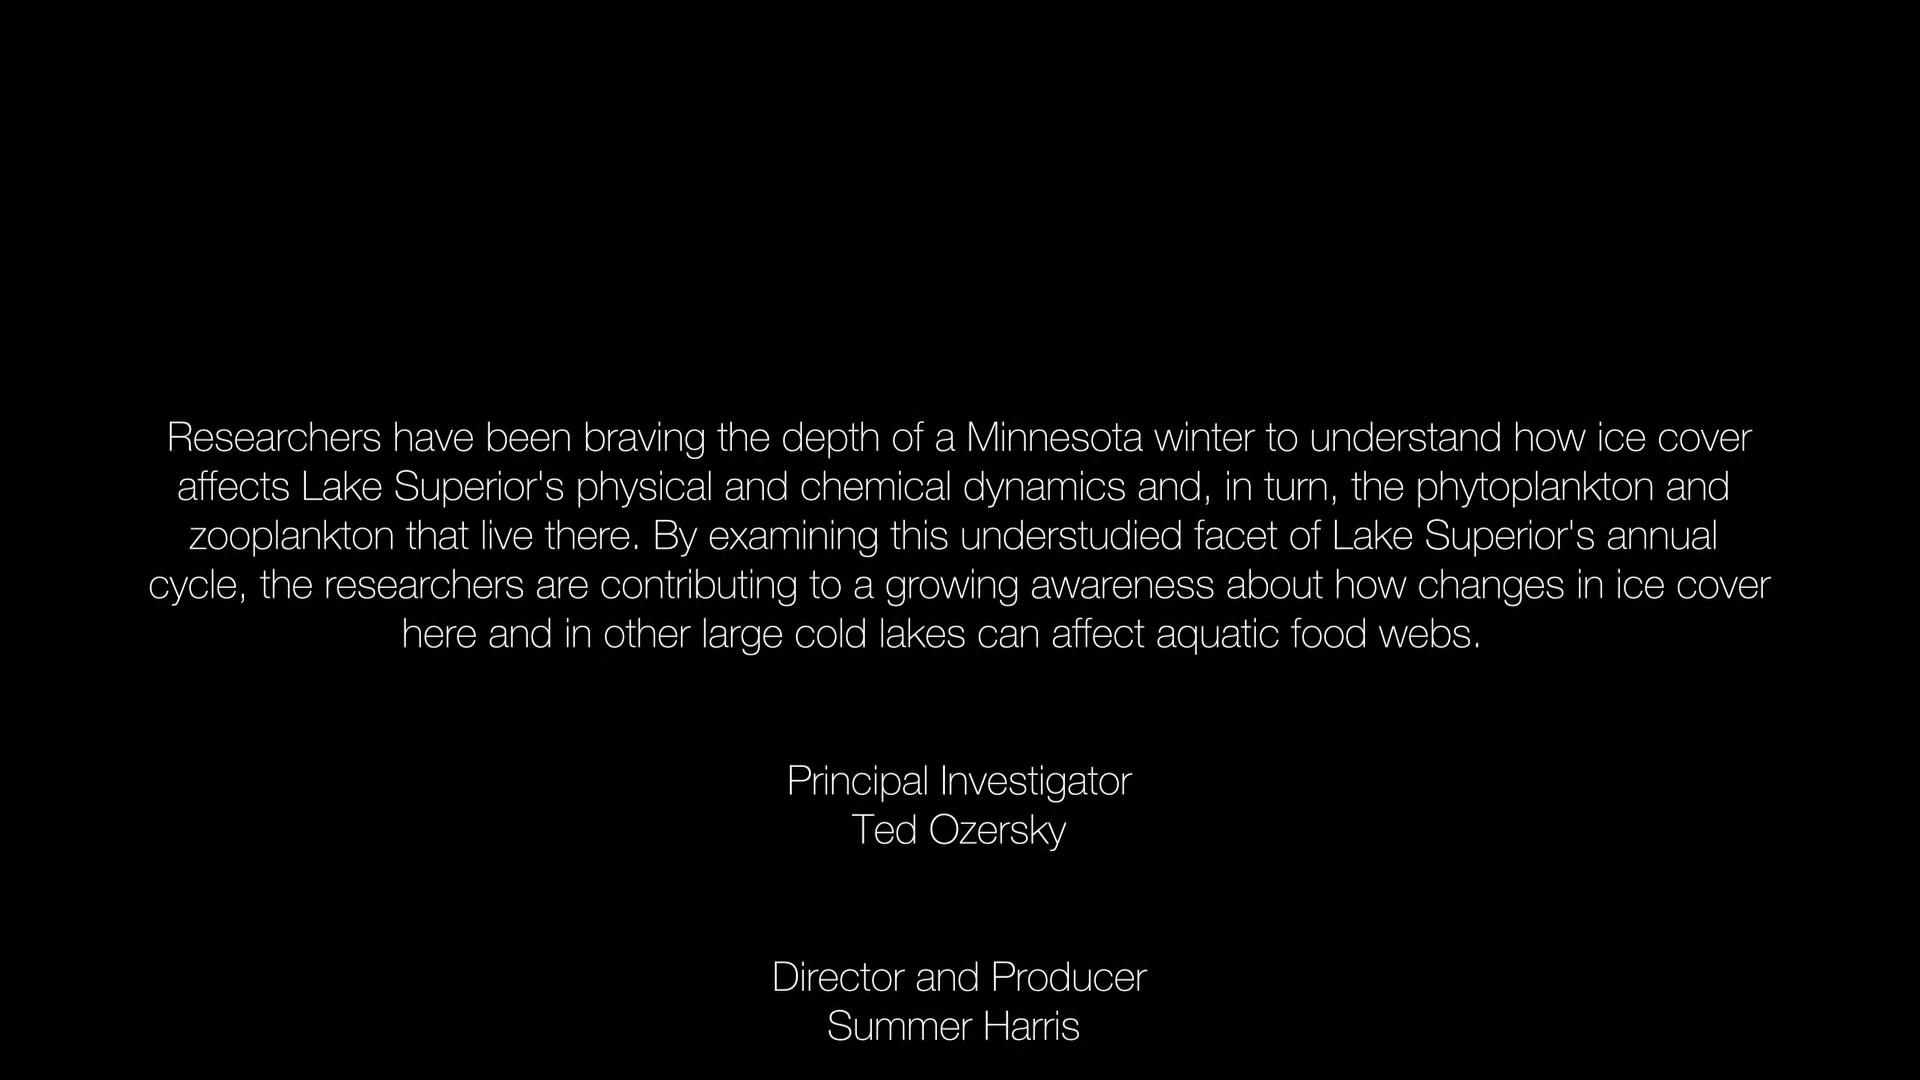 Researchers have been braving the depth of a Minnesota winter to understand how ice cover
affects Lake Superior's physical and chemical dynamics and, in turn, the phytoplankton and
zooplankton that live there. By examining this understudied facet of Lake Superior's annual
cycle, the researchers are contributing to a growing awareness about how changes in ice cover
here and in other large cold lakes can affect aquatic food webs.
Principal Investigator
Ted Ozersky
Director and Producer
Summer Harris